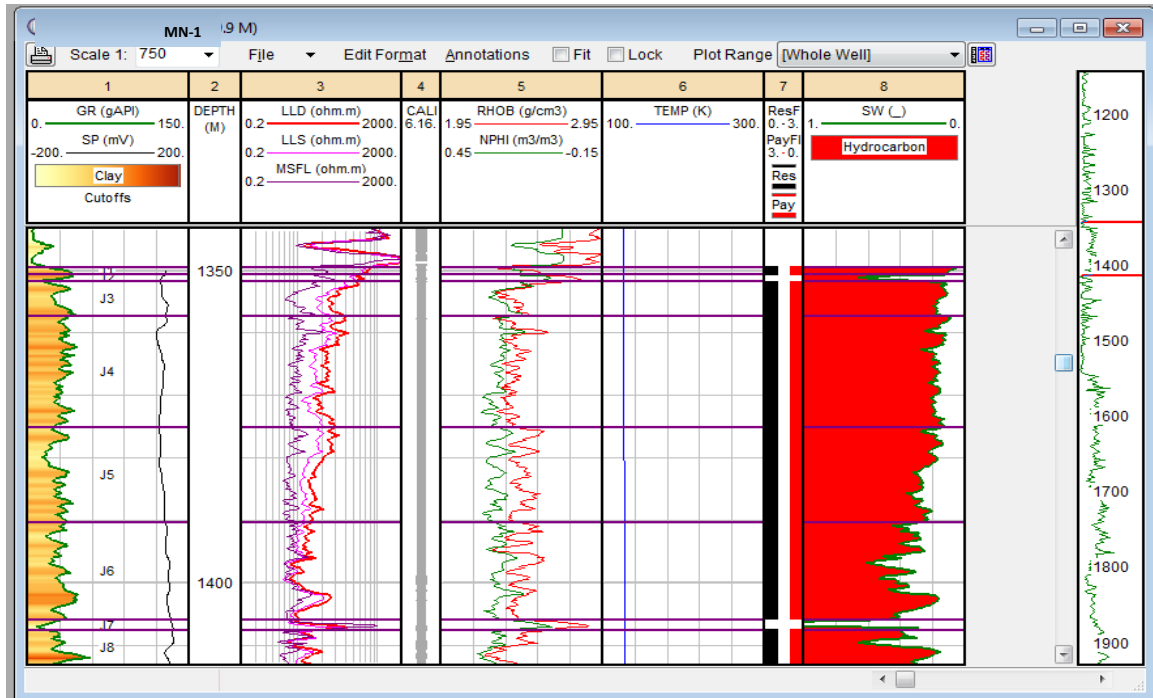 MN-1 0.9 M)
Scale 1: 750 File Edit Format Annotations Fit Lock Plot Range [Whole Well]
1 2 3 4 5 6 7 8
GR (gAPI)
0. 150.
SP (mV)
-200. 200.
Clay
Cutoffs
DEPTH
(M)
LLD (ohm.m)
0.2 2000.
LLS (ohm.m)
0.2 2000.
MSFL (ohm.m)
0.2 2000.
CALI
6.16.
RHOB (g/cm3)
1.95 2.95
NPHI (m3/m3)
0.45 -0.15
TEMP (K)
100. 300.
ResF
0.-3.
PayFl
3.-0.
Res
Pay
SW (_)
1. 0.
Hydrocarbon
1350
J3
J4
J5
J6
1400
J7
J8
1200
1300
1400
1500
1600
1700
1800
1900